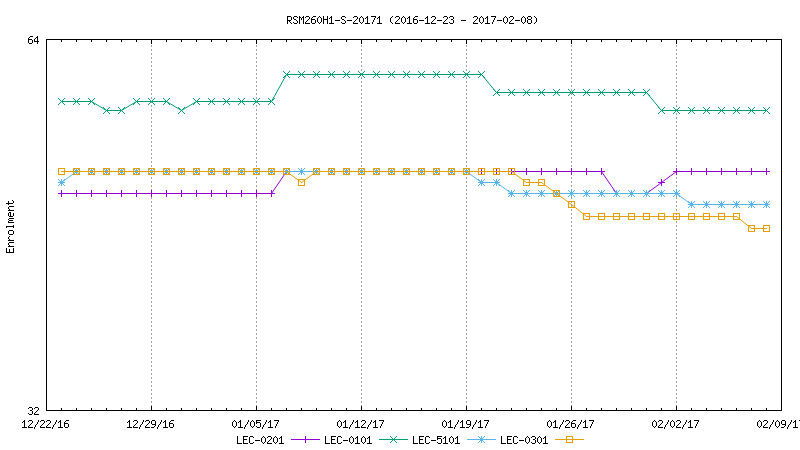 RSM260H1-S-20171 (2016-12-23 - 2017-02-08)
64
Enrolment
32
12/22/16 12/29/16 01/05/17 01/12/17 01/19/17 01/26/17 02/02/17 02/09/1
LEC-0201 LEC-0101 LEC-5101 LEC-0301